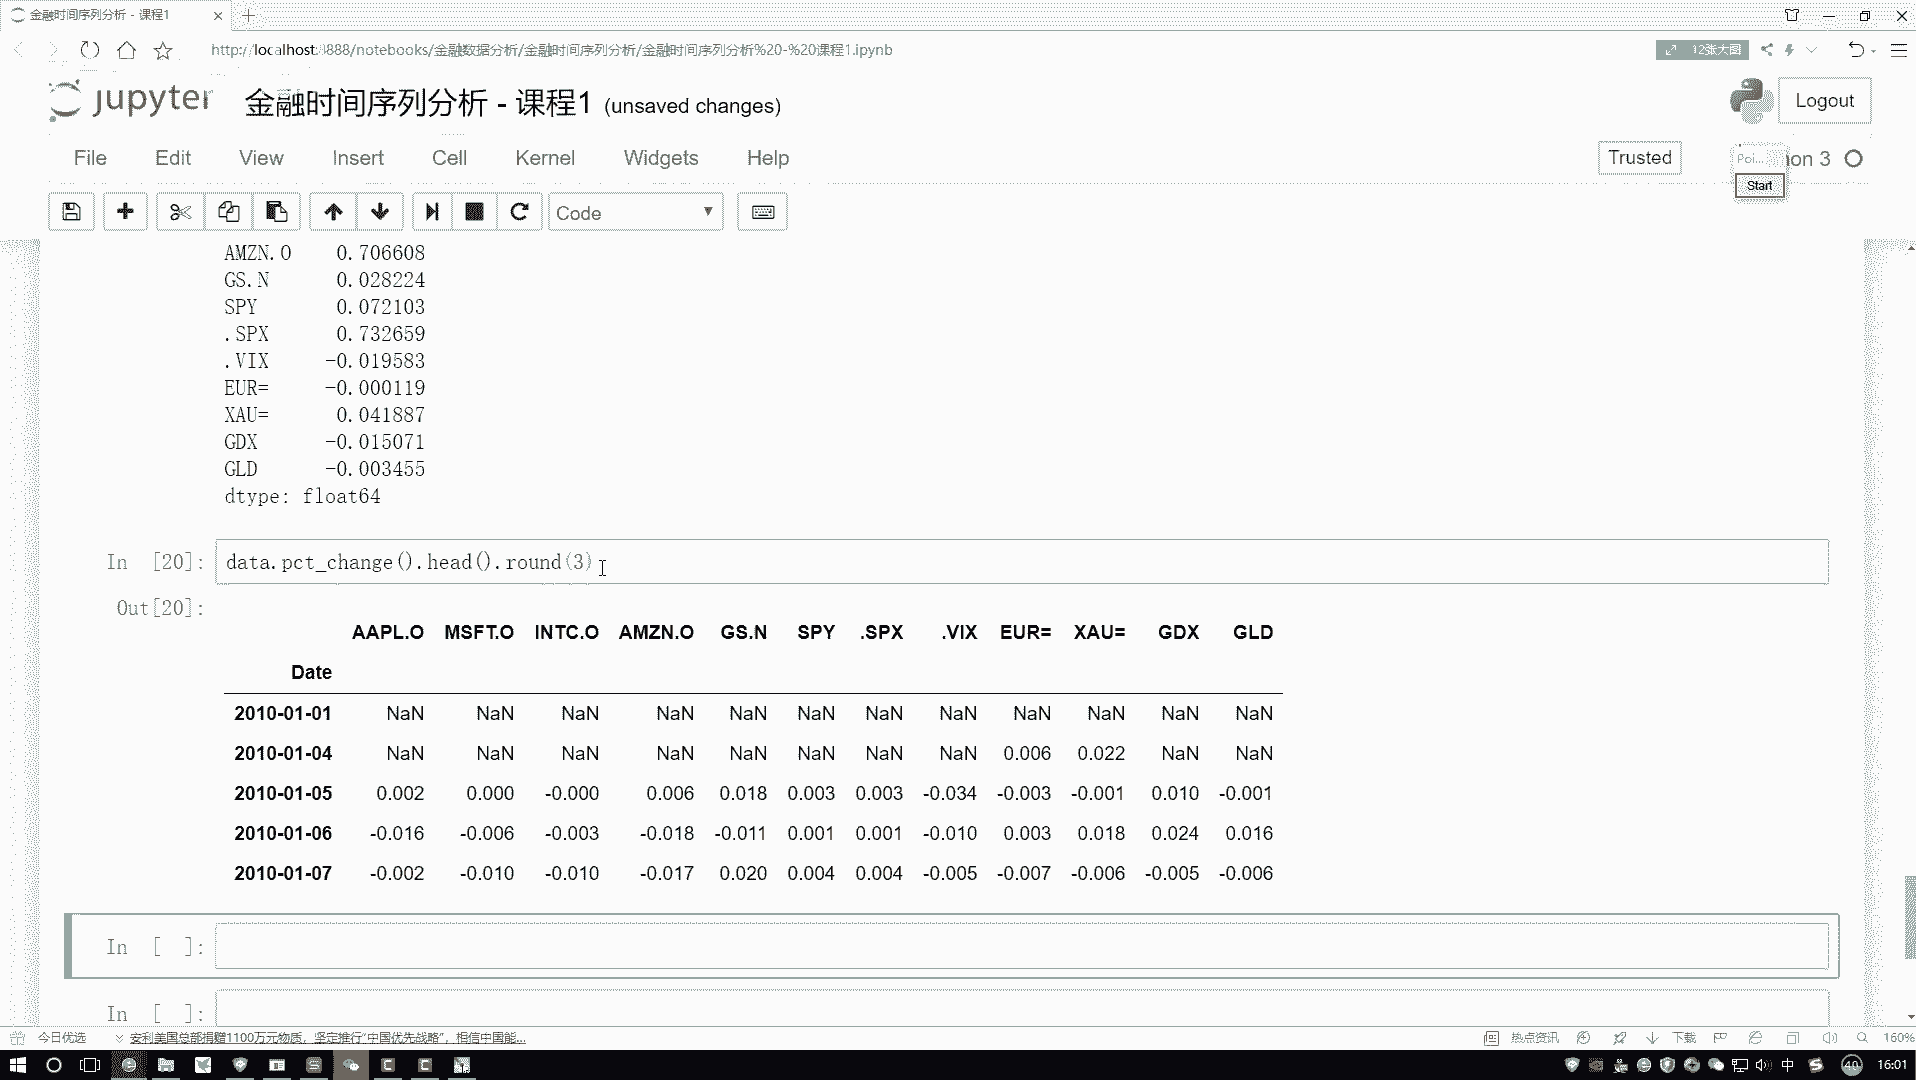 金融时间序列分析 - 课程1
http://localhost:8888/notebooks/金融数据分析/金融时间序列分析/金融时间序列分析%20-%20课程1.ipynb
12张大图
jupyter 金融时间序列分析 - 课程1 (unsaved changes)
Logout
File Edit View Insert Cell Kernel Widgets Help
Trusted
Poi... on 3
Start
Code
AMZN.O 0.706608
GS.N 0.028224
SPY 0.072103
.SPX 0.732659
.VIX -0.019583
EUR= -0.000119
XAU= 0.041887
GDX -0.015071
GLD -0.003455
dtype: float64
In [20]: data.pct_change().head().round(3)
Out[20]:
AAPL.O MSFT.O INTC.O AMZN.O GS.N SPY .SPX .VIX EUR= XAU= GDX GLD
Date
2010-01-01 NaN NaN NaN NaN NaN NaN NaN NaN NaN NaN NaN NaN
2010-01-04 NaN NaN NaN NaN NaN NaN NaN NaN 0.006 0.022 NaN NaN
2010-01-05 0.002 0.000 -0.000 0.006 0.018 0.003 0.003 -0.034 -0.003 -0.001 0.010 -0.001
2010-01-06 -0.016 -0.006 -0.003 -0.018 -0.011 0.001 0.001 -0.010 0.003 0.018 0.024 0.016
2010-01-07 -0.002 -0.010 -0.010 -0.017 0.020 0.004 0.004 -0.005 -0.007 -0.006 -0.005 -0.006
In [ ]:
In [ ]:
今日优选 安利美国总部捐赠1100万元物质，坚定推行“中国优先战略”，相信中国能...
热点资讯 下载 160%
中 40 16:01